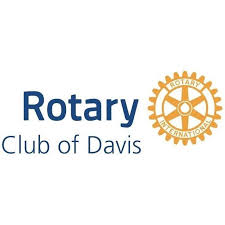 Rotary
Club of Davis
ROTARY
INTERNATIONAL